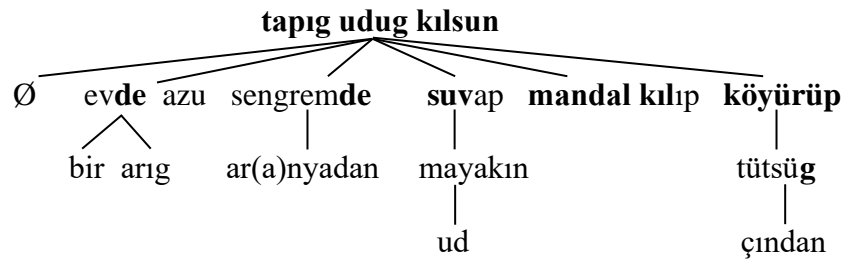 tapıg udug kılsun
Ø evde azu sengremde suvap mandal kılıp köyürüp
bir arıg ar(a)nyadan mayakın tütsüg
ud çından